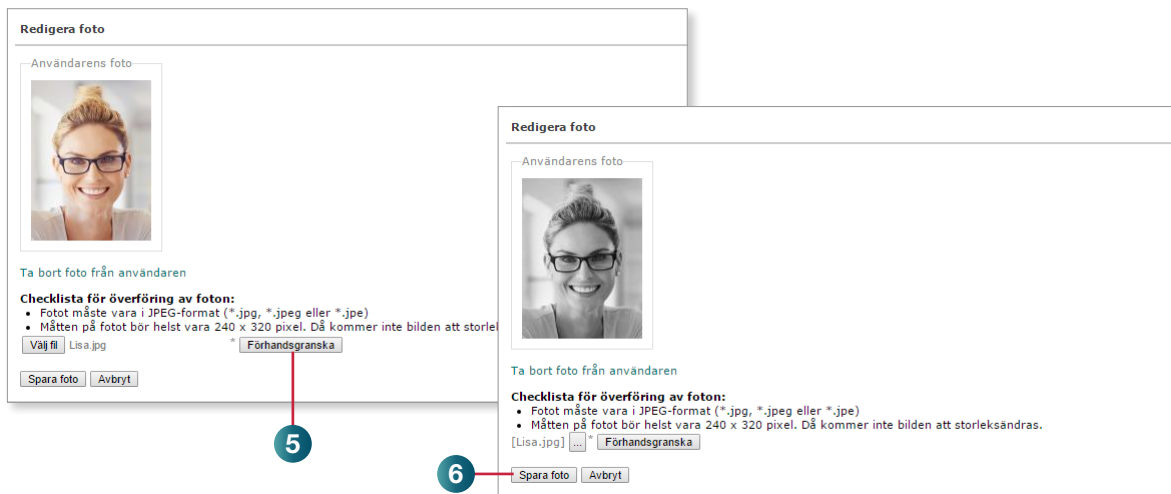 Redigera foto
Användarens foto
Ta bort foto från användaren
Checklista för överföring av foton:
• Fotot måste vara i JPEG-format (*.jpg, *.jpeg eller *.jpe)
• Måtten på fotot bör helst vara 240 x 320 pixel. Då kommer inte bilden att storlel
Välj fil Lisa.jpg * Förhandsgranska
Spara foto Avbryt
5
Redigera foto
Användarens foto
Ta bort foto från användaren
Checklista för överföring av foton:
• Fotot måste vara i JPEG-format (*.jpg, *.jpeg eller *.jpe)
• Måtten på fotot bör helst vara 240 x 320 pixel. Då kommer inte bilden att storleksändras.
[Lisa.jpg] ... * Förhandsgranska
6
Spara foto Avbryt